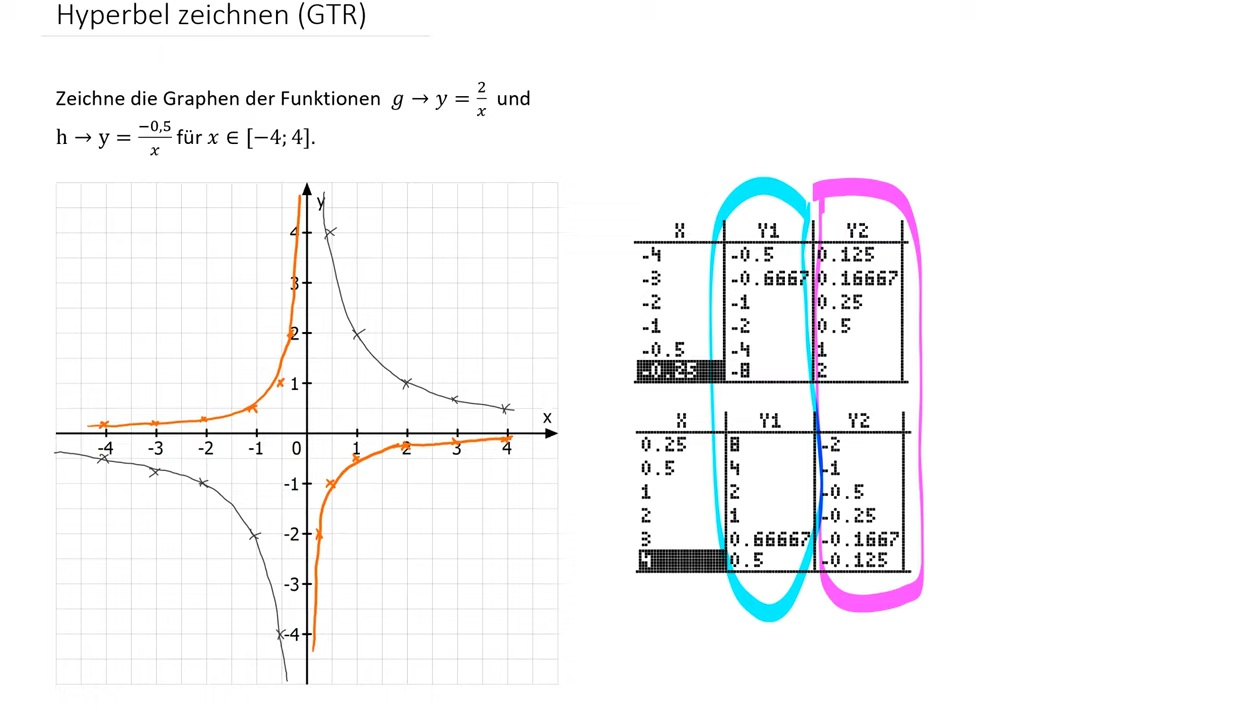 Hyperbel zeichnen (GTR)
Zeichne die Graphen der Funktionen g → y = 2/x und
h → y = −0,5/x für x ∈ [−4; 4].
y
4
3
2
1
x
-4 -3 -2 -1 0 1 2 3 4
-1
-2
-3
-4
X Y1 Y2
-4 -0.5 0.125
-3 -0.6667 0.16667
-2 -1 0.25
-1 -2 0.5
-0.5 -4 1
-0.25 -8 2
X Y1 Y2
0.25 8 -2
0.5 4 -1
1 2 -0.5
2 1 -0.25
3 0.66667 -0.1667
4 0.5 -0.125